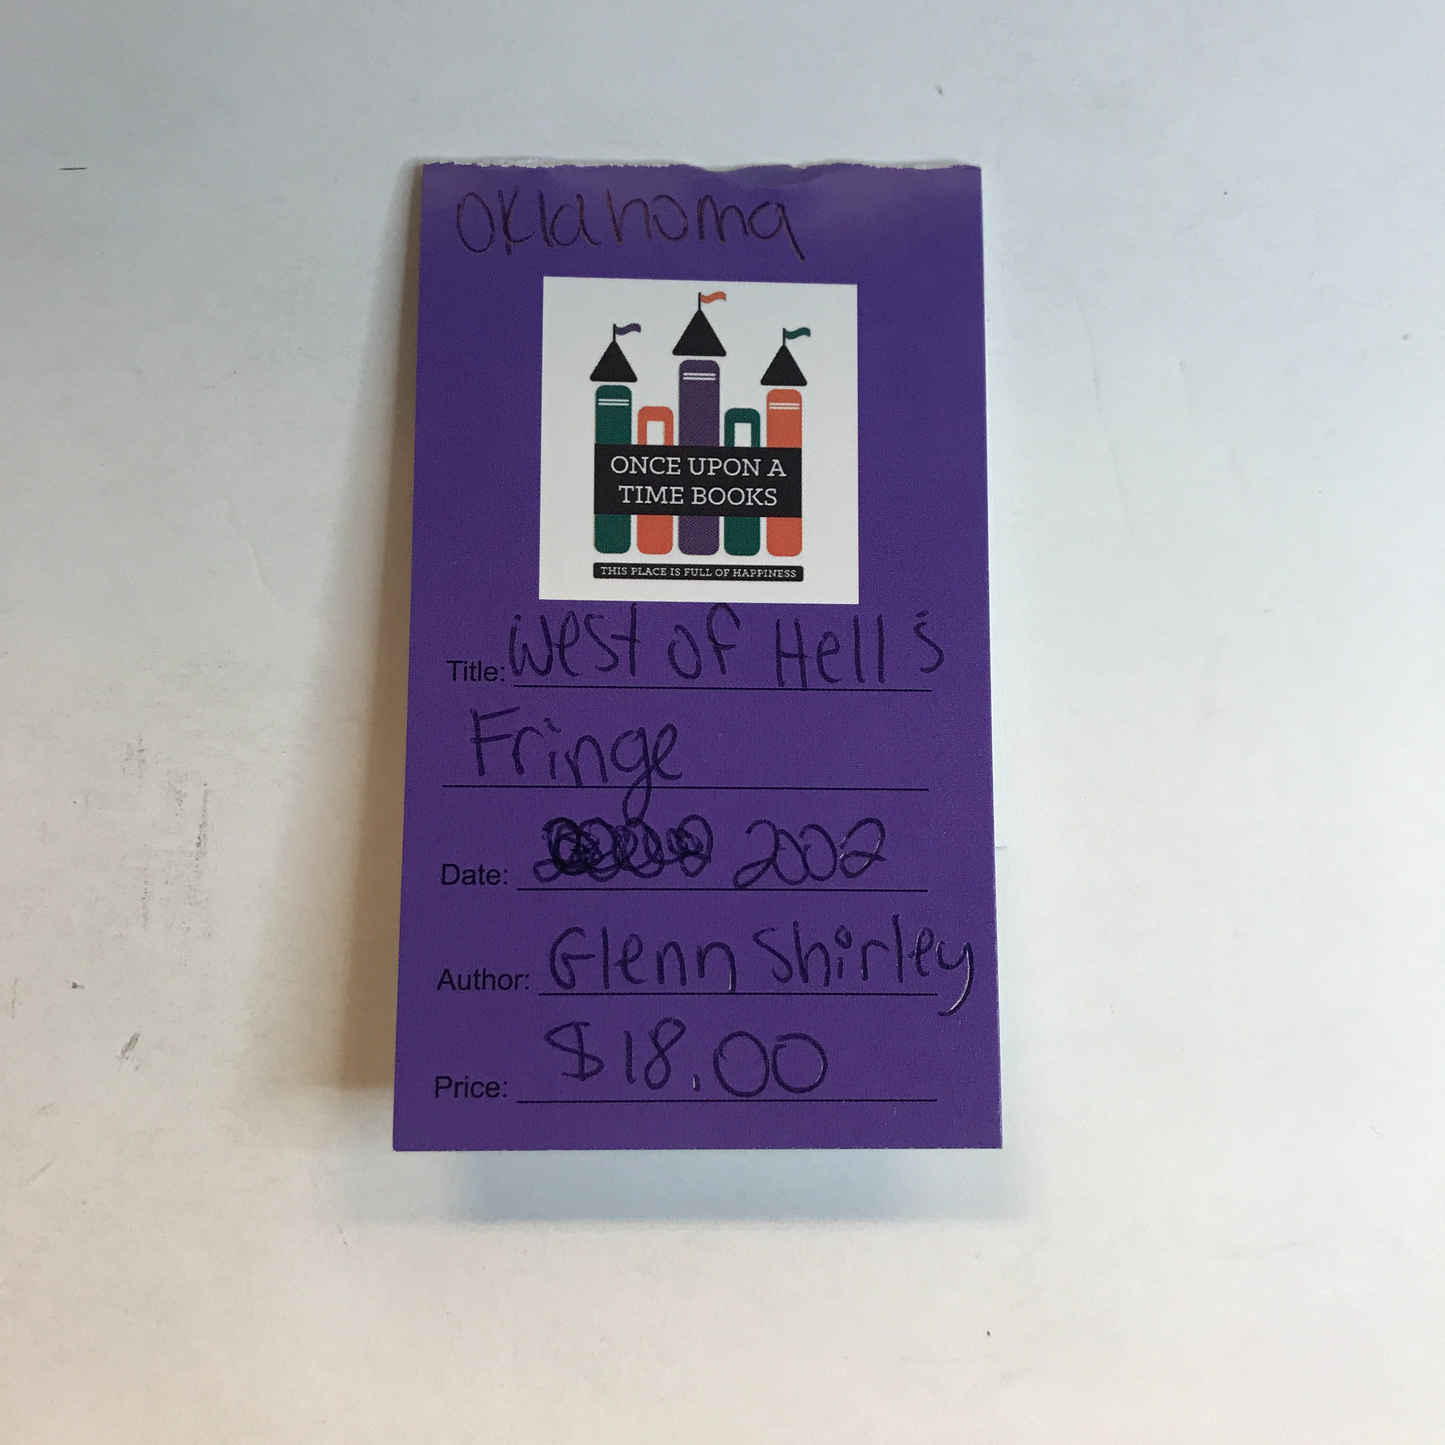 Oklahoma
ONCE UPON A
TIME BOOKS
THIS PLACE IS FULL OF HAPPINESS
Title: West of Hell's
Fringe
Date: 2002
Author: Glenn Shirley
Price: $18.00